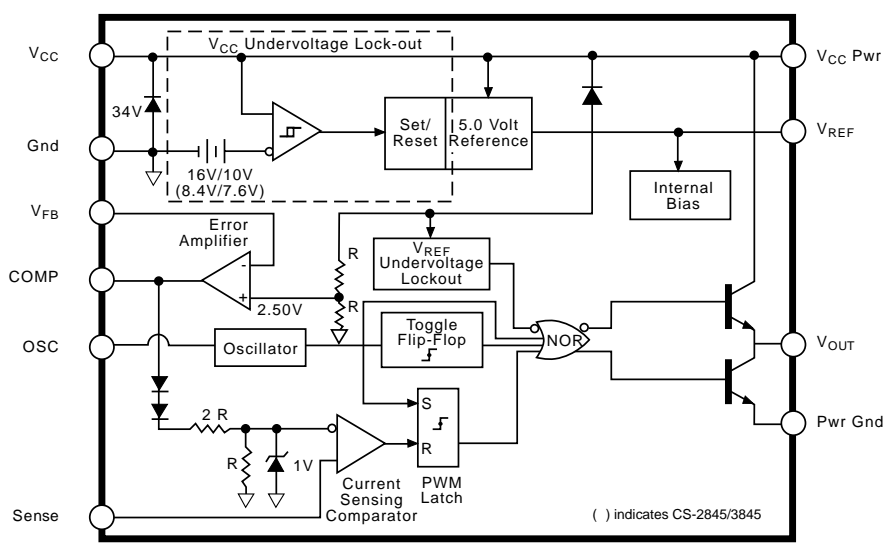 VCC Undervoltage Lock-out
VCC
VCC Pwr
34V
Set/
Reset
5.0 Volt
Reference
VREF
Gnd
16V/10V
(8.4V/7.6V)
Internal
Bias
VFB
Error
Amplifier
-
+
2.50V
R
R
VREF
Undervoltage
Lockout
COMP
OSC
Oscillator
Toggle
Flip-Flop
NOR
VOUT
S
R
2 R
R
1V
Pwr Gnd
Current
Sensing
Comparator
PWM
Latch
Sense
( ) indicates CS-2845/3845